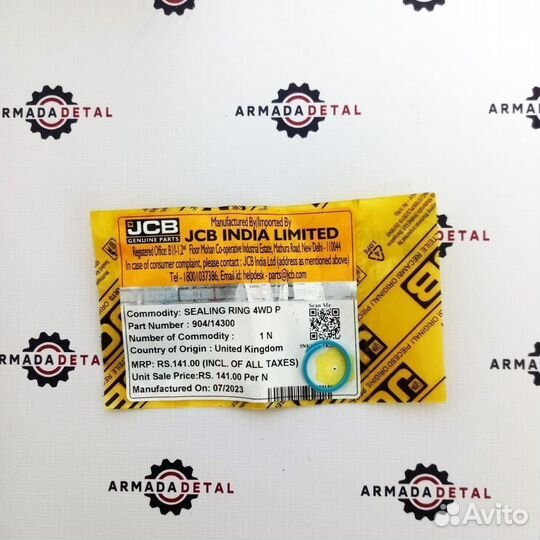 ARMADADETAL
ARMADADETAL
ARMADADETAL
JCB
GENUINE PARTS
Manufactured By/Imported By
JCB INDIA LIMITED
Registered Office: B1/I-1 2nd Floor Mohan Co-operative Industrial Estate, Mathura Road, New Delhi - 110044
In case of consumer complaint, please contact : JCB India Ltd (address as mentioned above)
Tel - 18001037386, Email id: helpdesk - parts@jcb.com
Commodity: SEALING RING 4WD P
Scan Me
Part Number : 904/14300
Number of Commodity : 1 N
Country of Origin : United Kingdom
MRP: RS.141.00 (INCL. OF ALL TAXES)
Unit Sale Price:RS. 141.00 Per N
Manufactured On: 07/2023
JCB
ARMADADETAL
ARMADADETAL
Avito